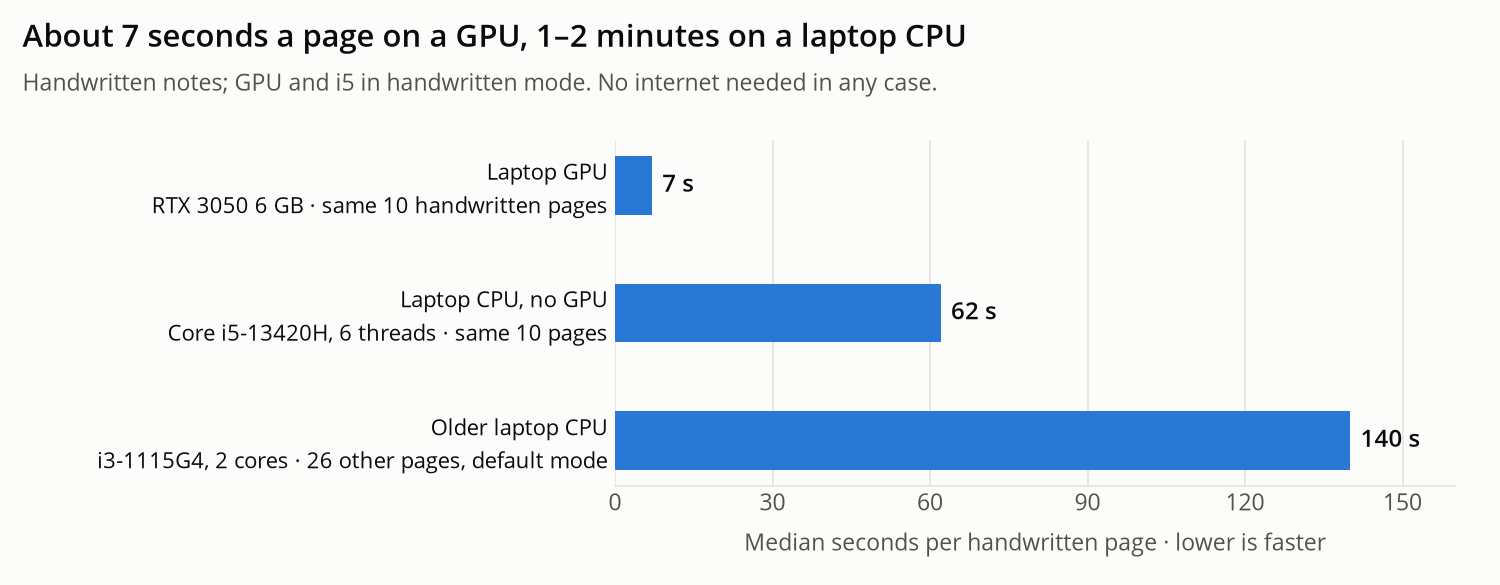 About 7 seconds a page on a GPU, 1–2 minutes on a laptop CPU
Handwritten notes; GPU and i5 in handwritten mode. No internet needed in any case.
Laptop GPU
RTX 3050 6 GB · same 10 handwritten pages
7 s
Laptop CPU, no GPU
Core i5-13420H, 6 threads · same 10 pages
62 s
Older laptop CPU
i3-1115G4, 2 cores · 26 other pages, default mode
140 s
0 30 60 90 120 150
Median seconds per handwritten page · lower is faster